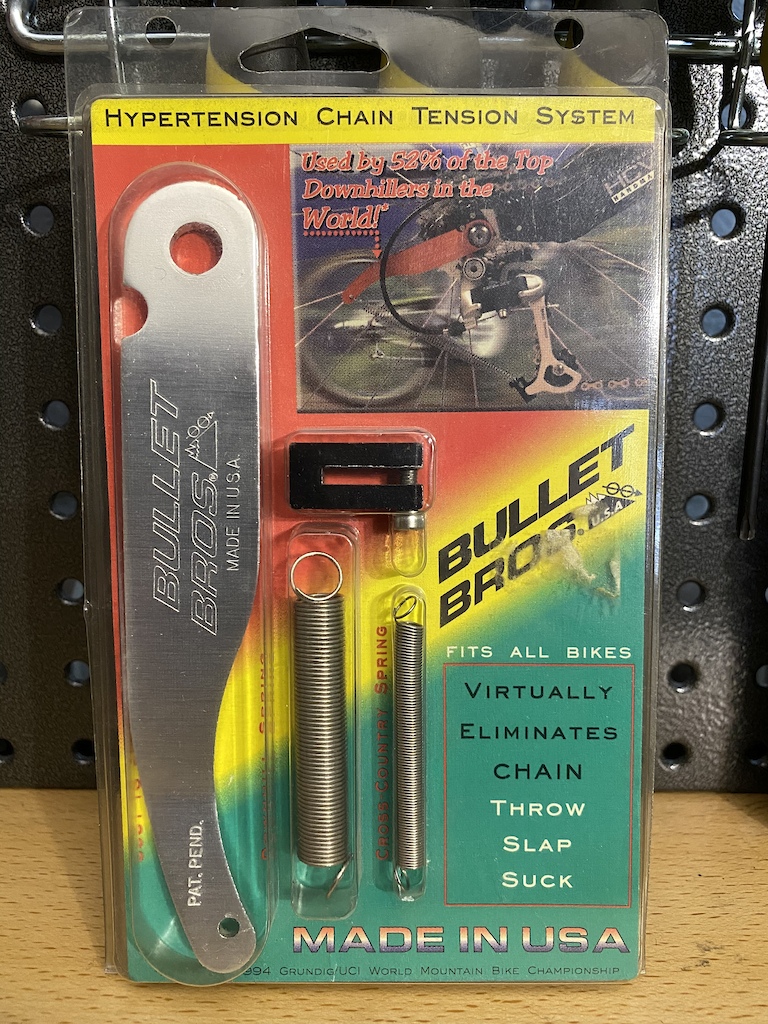 HYPERTENSION CHAIN TENSION SYSTEM
Used by 52% of the Top
Downhillers in the
World!*
BULLET
BROS.
MADE IN U.S.A.
PAT. PEND.
BULLET
BROS.
U.S.A
CROSS COUNTRY SPRING
SPRING
FITS ALL BIKES
VIRTUALLY
ELIMINATES
CHAIN
THROW
SLAP
SUCK
MADE IN USA
994 GRUNDIG/UCI WORLD MOUNTAIN BIKE CHAMPIONSHIP